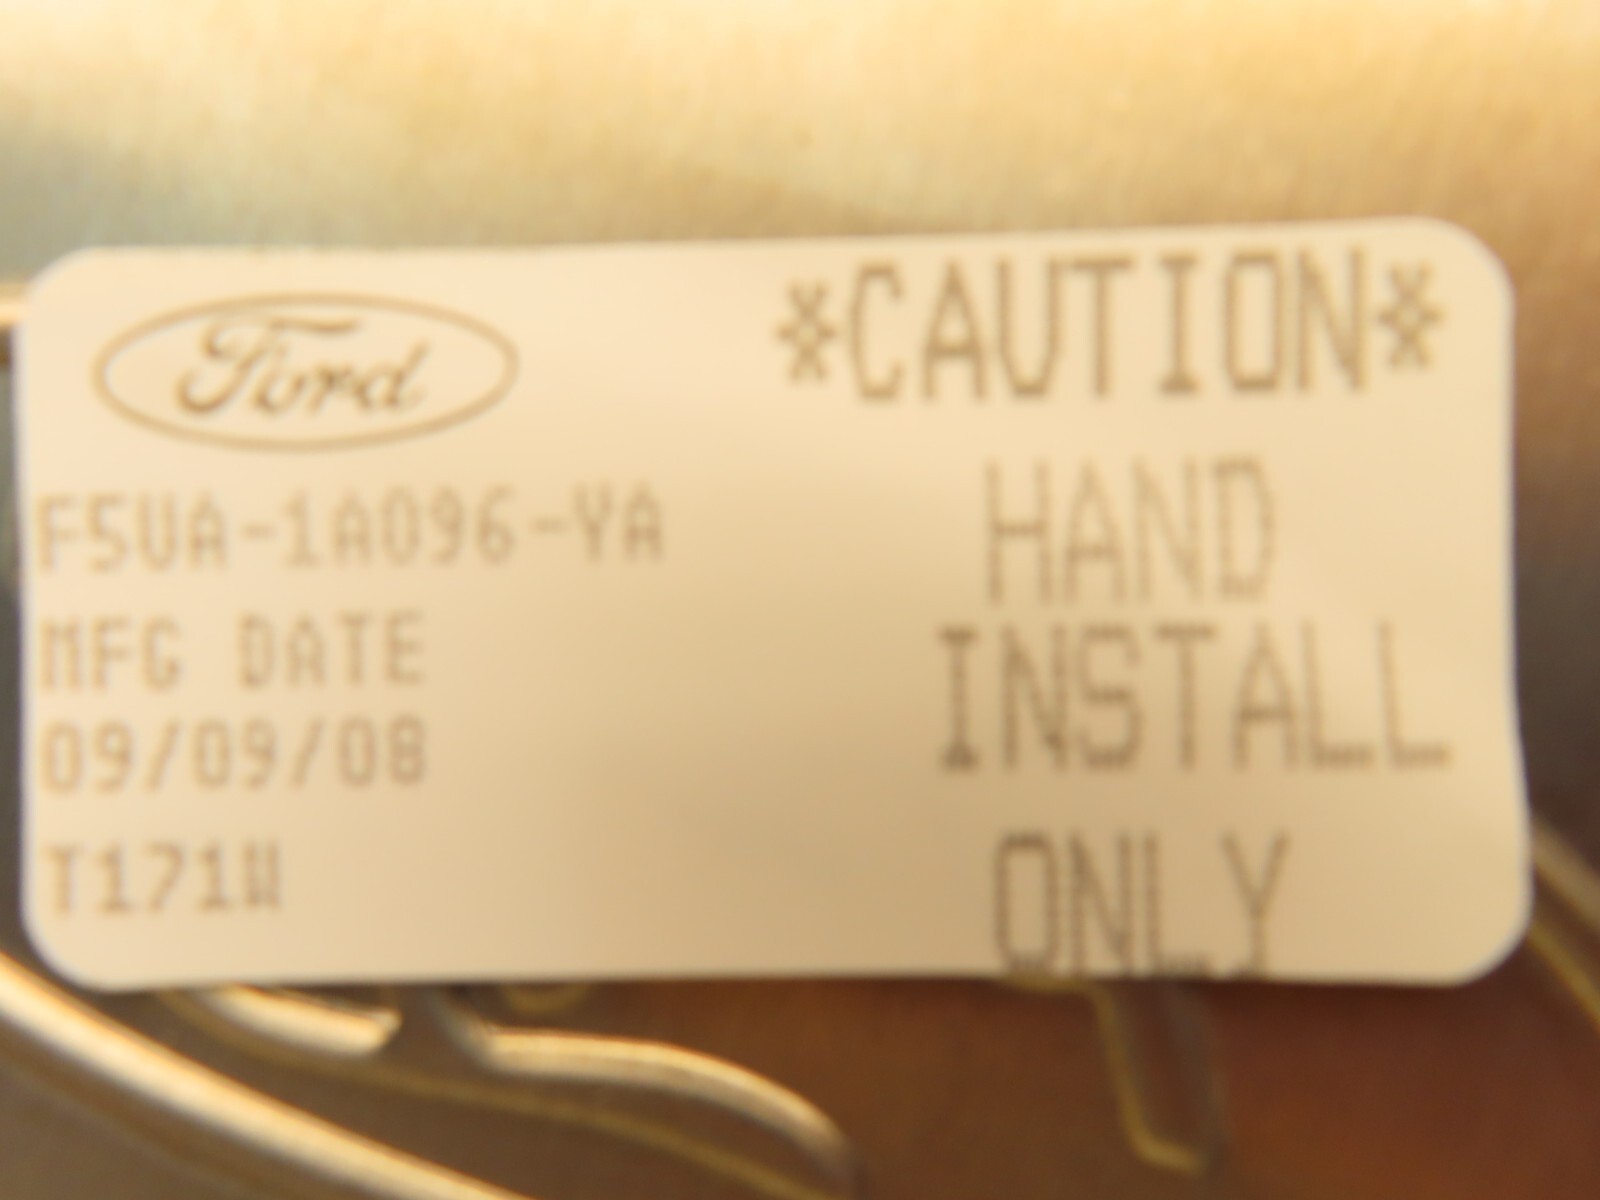 Ford
F5UA-1A096-YA
MFG DATE
09/09/08
T171W
*CAUTION*
HAND
INSTALL
ONLY